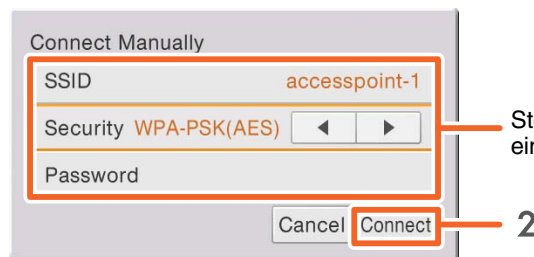 Connect Manually
SSID accesspoint-1
Security WPA-PSK(AES)
Password
Cancel Connect
2